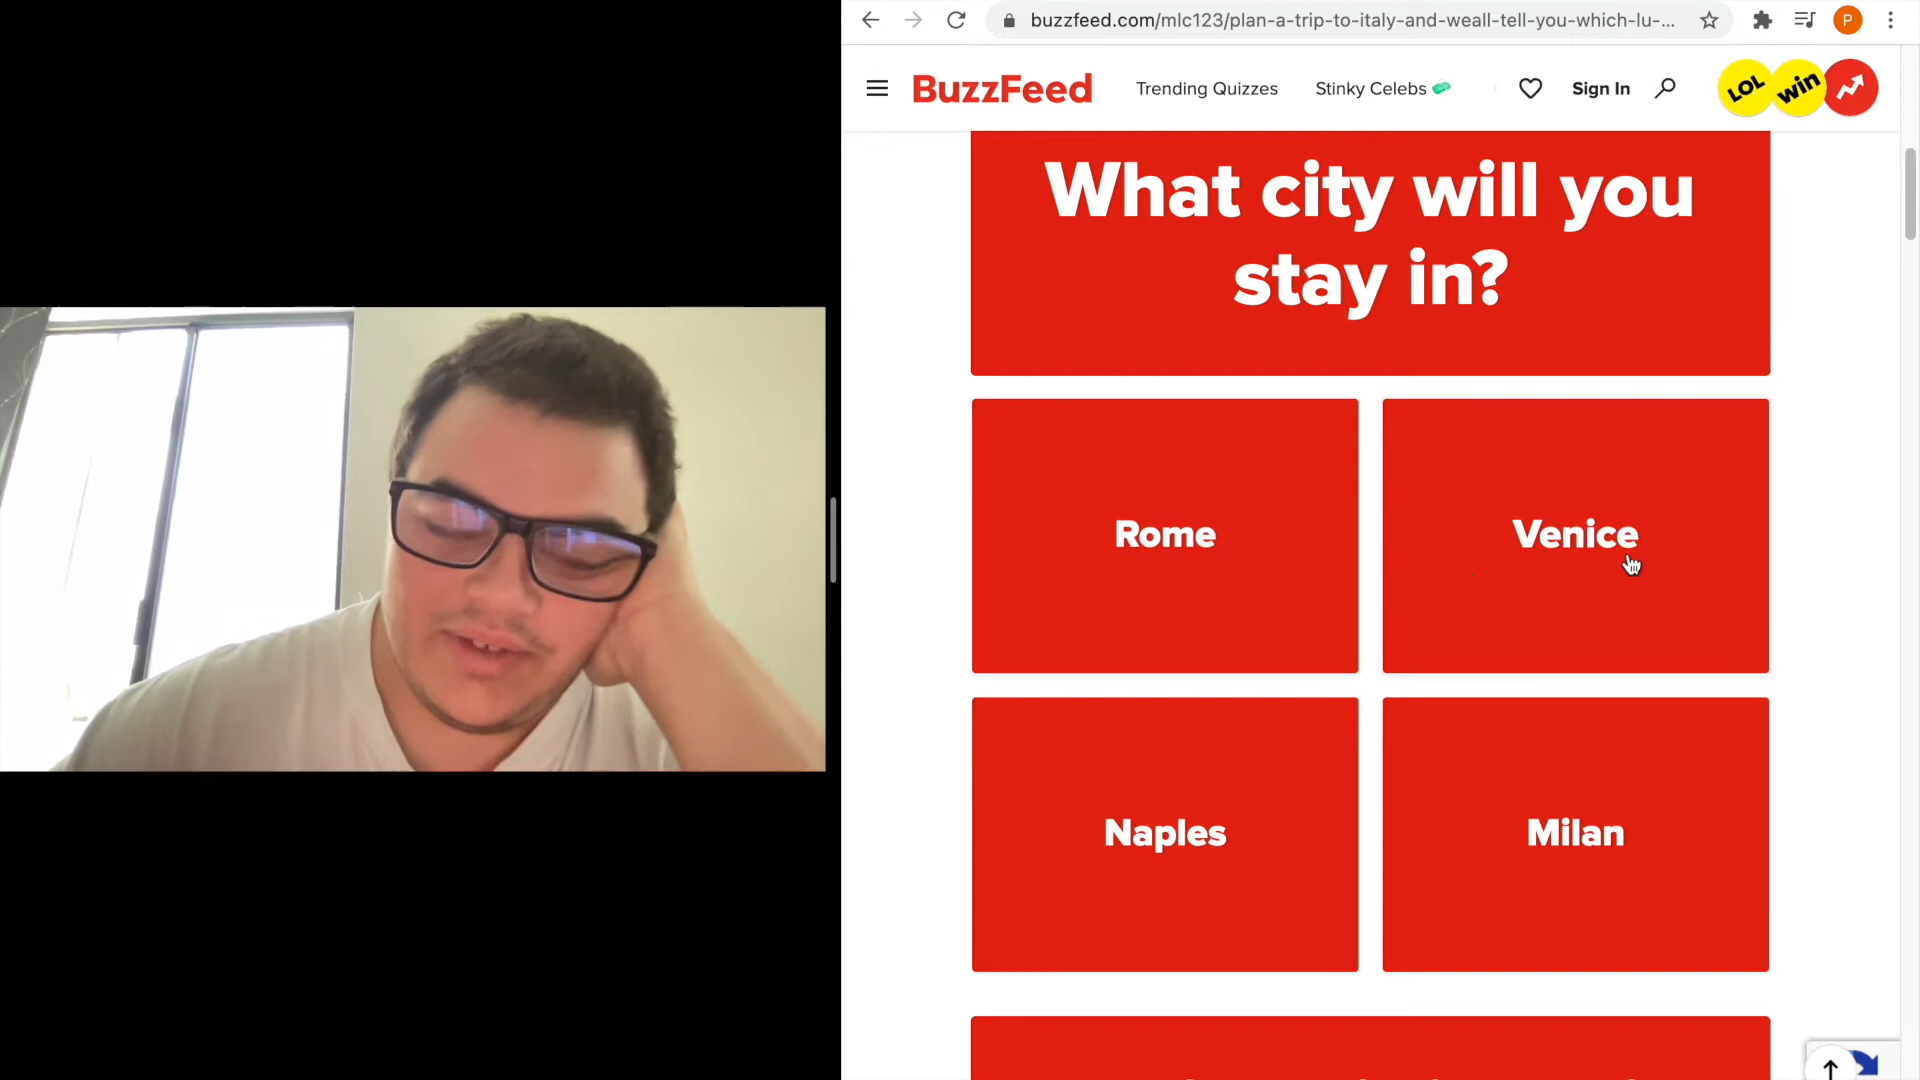 buzzfeed.com/mlc123/plan-a-trip-to-italy-and-weall-tell-you-which-lu-...
P
BuzzFeed
Trending Quizzes
Stinky Celebs
Sign In
LOL
win
What city will you
stay in?
Rome
Venice
Naples
Milan